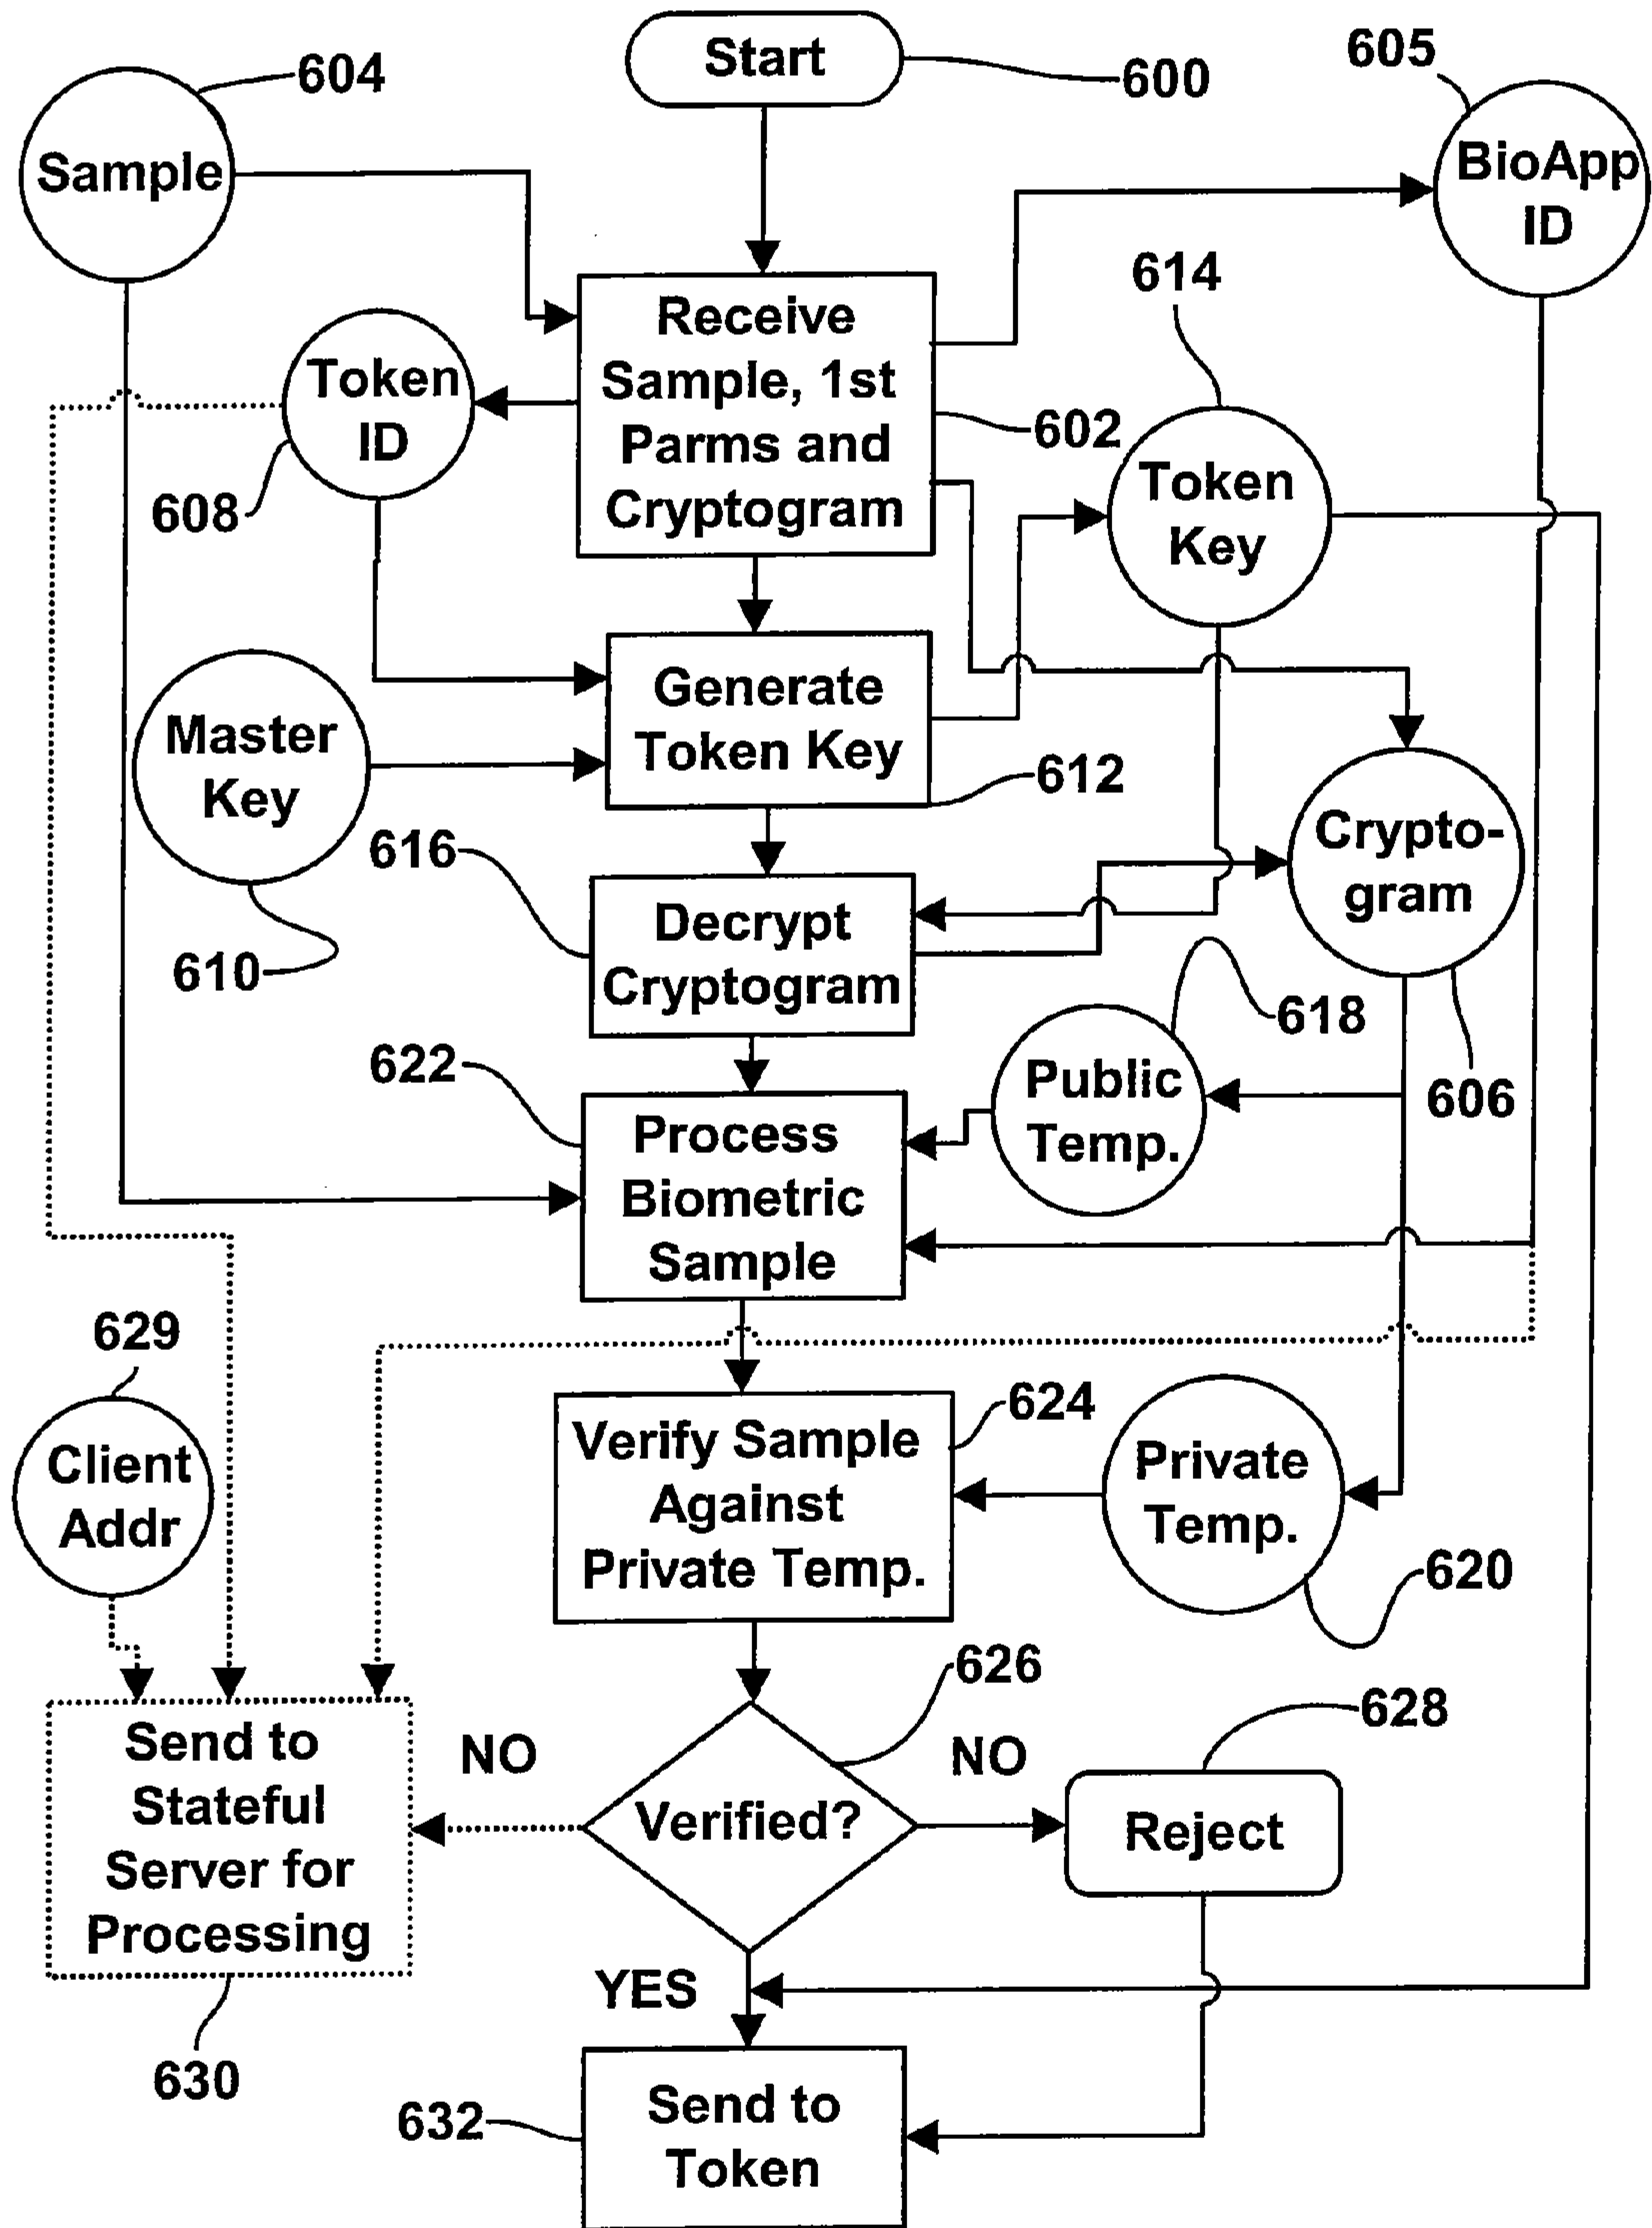 Start
600
604
605
Sample
BioApp
ID
614
Receive
Sample, 1st
Parms and
Cryptogram
602
Token
ID
608
Token
Key
Generate
Token Key
612
Master
Key
610
616
Crypto-
gram
606
Decrypt
Cryptogram
618
Public
Temp.
622
Process
Biometric
Sample
629
Client
Addr
624
Verify Sample
Against
Private Temp.
Private
Temp.
620
626
628
NO
NO
Verified?
Reject
Send to
Stateful
Server for
Processing
630
YES
632
Send to
Token